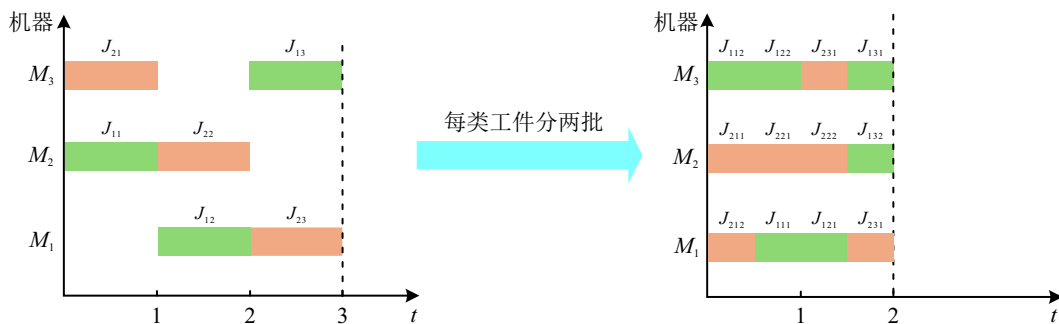 机器
J₂₁ J₁₃
M₃
J₁₁ J₂₂
M₂
J₁₂ J₂₃
M₁
1 2 3 t
每类工件分两批
机器
J₁₁₂ J₁₂₂ J₂₃₁ J₁₃₁
M₃
J₂₁₁ J₂₂₁ J₂₂₂ J₁₃₂
M₂
J₂₁₂ J₁₁₁ J₁₂₁ J₂₃₁
M₁
1 2 t